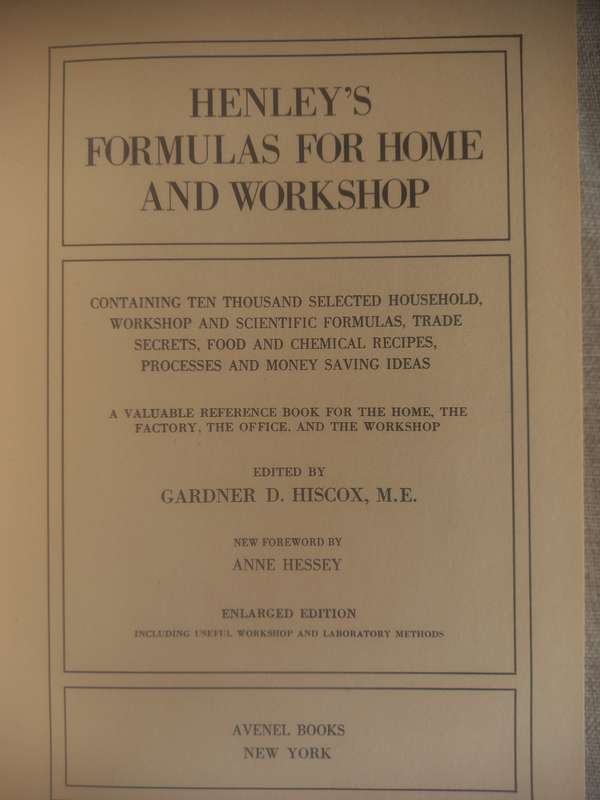 HENLEY'S
FORMULAS FOR HOME
AND WORKSHOP
CONTAINING TEN THOUSAND SELECTED HOUSEHOLD,
WORKSHOP AND SCIENTIFIC FORMULAS, TRADE
SECRETS, FOOD AND CHEMICAL RECIPES,
PROCESSES AND MONEY SAVING IDEAS
A VALUABLE REFERENCE BOOK FOR THE HOME, THE
FACTORY, THE OFFICE, AND THE WORKSHOP
EDITED BY
GARDNER D. HISCOX, M.E.
NEW FOREWORD BY
ANNE HESSEY
ENLARGED EDITION
INCLUDING USEFUL WORKSHOP AND LABORATORY METHODS
AVENEL BOOKS
NEW YORK